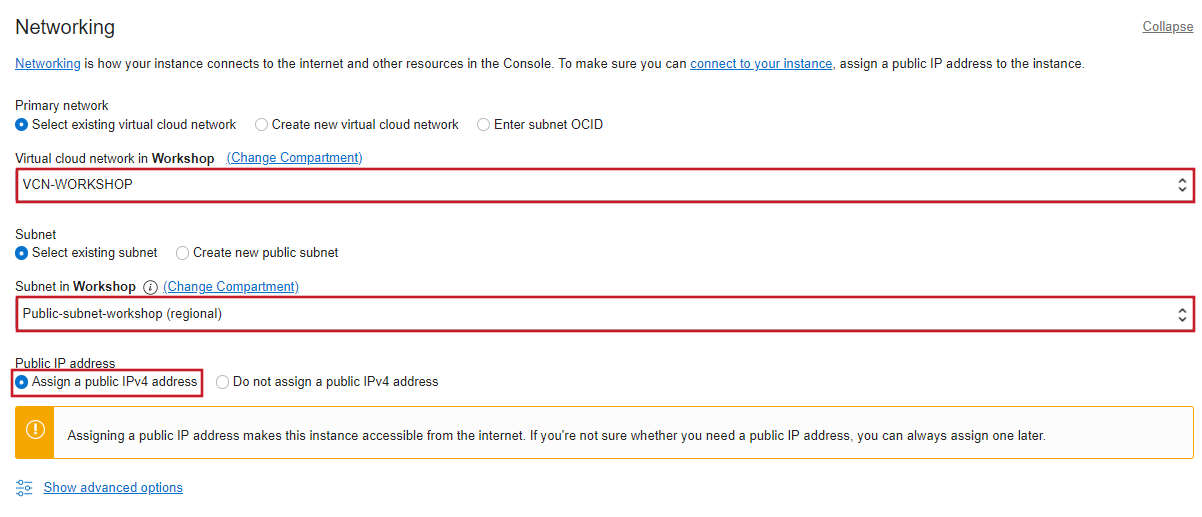 Networking
Collapse
Networking is how your instance connects to the internet and other resources in the Console. To make sure you can connect to your instance, assign a public IP address to the instance.
Primary network
Select existing virtual cloud network Create new virtual cloud network Enter subnet OCID
Virtual cloud network in Workshop (Change Compartment)
VCN-WORKSHOP
Subnet
Select existing subnet Create new public subnet
Subnet in Workshop (Change Compartment)
Public-subnet-workshop (regional)
Public IP address
Assign a public IPv4 address Do not assign a public IPv4 address
Assigning a public IP address makes this instance accessible from the internet. If you're not sure whether you need a public IP address, you can always assign one later.
Show advanced options